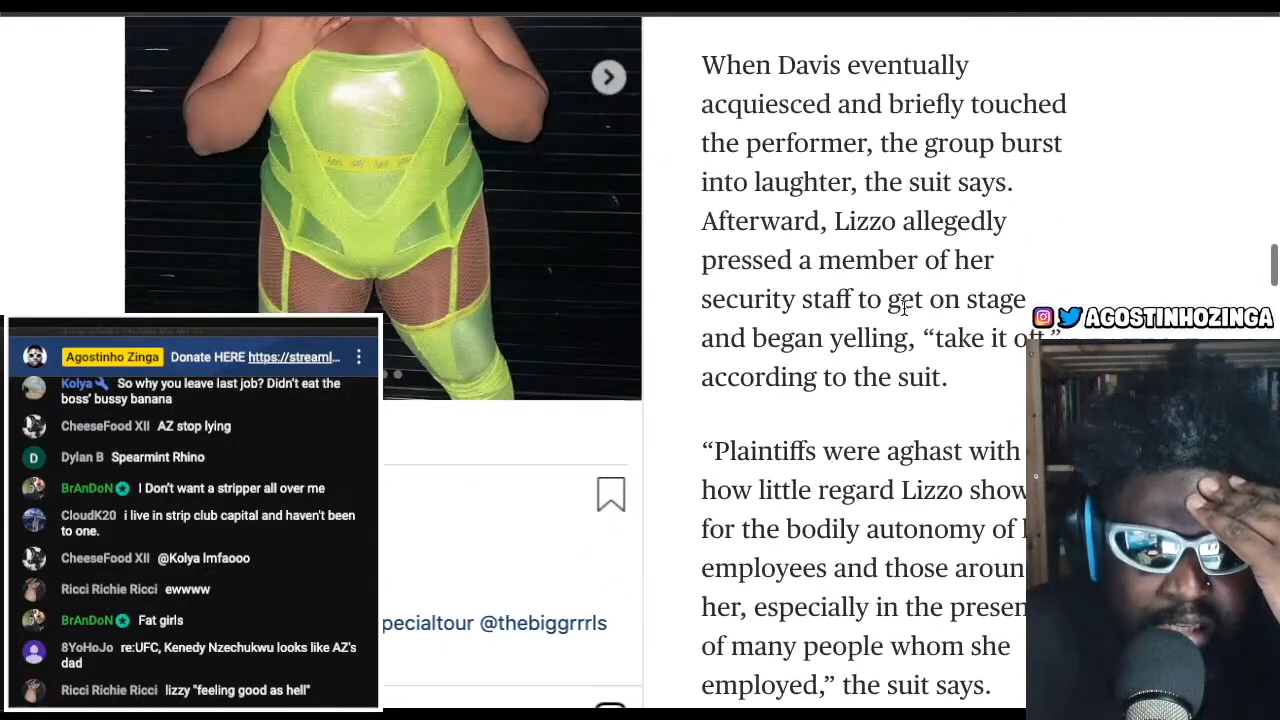 When Davis eventually
acquiesced and briefly touched
the performer, the group burst
into laughter, the suit says.
Afterward, Lizzo allegedly
pressed a member of her
security staff to get on stage
and began yelling, “take it off,”
according to the suit.
“Plaintiffs were aghast with
how little regard Lizzo show
for the bodily autonomy of
employees and those aroun
her, especially in the presen
of many people whom she
employed,” the suit says.
AGOSTINHOZINGA
pecialtour @thebiggrrrls
Agostinho Zinga Donate HERE https://streaml...
Kolya So why you leave last job? Didn’t eat the
boss’ bussy banana
CheeseFood XII AZ stop lying
D Dylan B Spearmint Rhino
BrAnDoN I Don’t want a stripper all over me
CloudK20 i live in strip club capital and haven't been
to one.
CheeseFood XII @Kolya lmfaooo
Ricci Richie Ricci ewwww
BrAnDoN Fat girls
8YoHoJo re:UFC, Kenedy Nzechukwu looks like AZ's
dad
Ricci Richie Ricci lizzy "feeling good as hell"